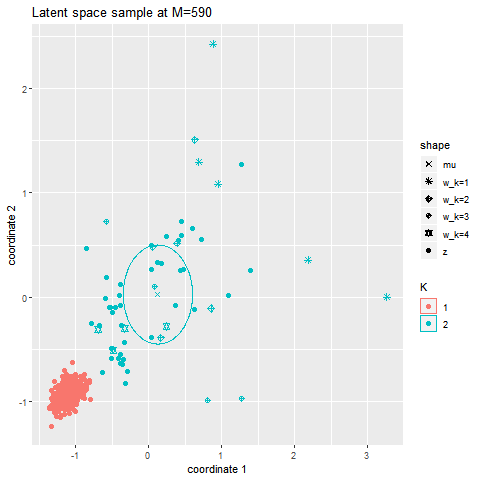 Latent space sample at M=590
coordinate 2
2
1
0
-1
-1
0
1
2
3
coordinate 1
shape
mu
w_k=1
w_k=2
w_k=3
w_k=4
z
K
1
2